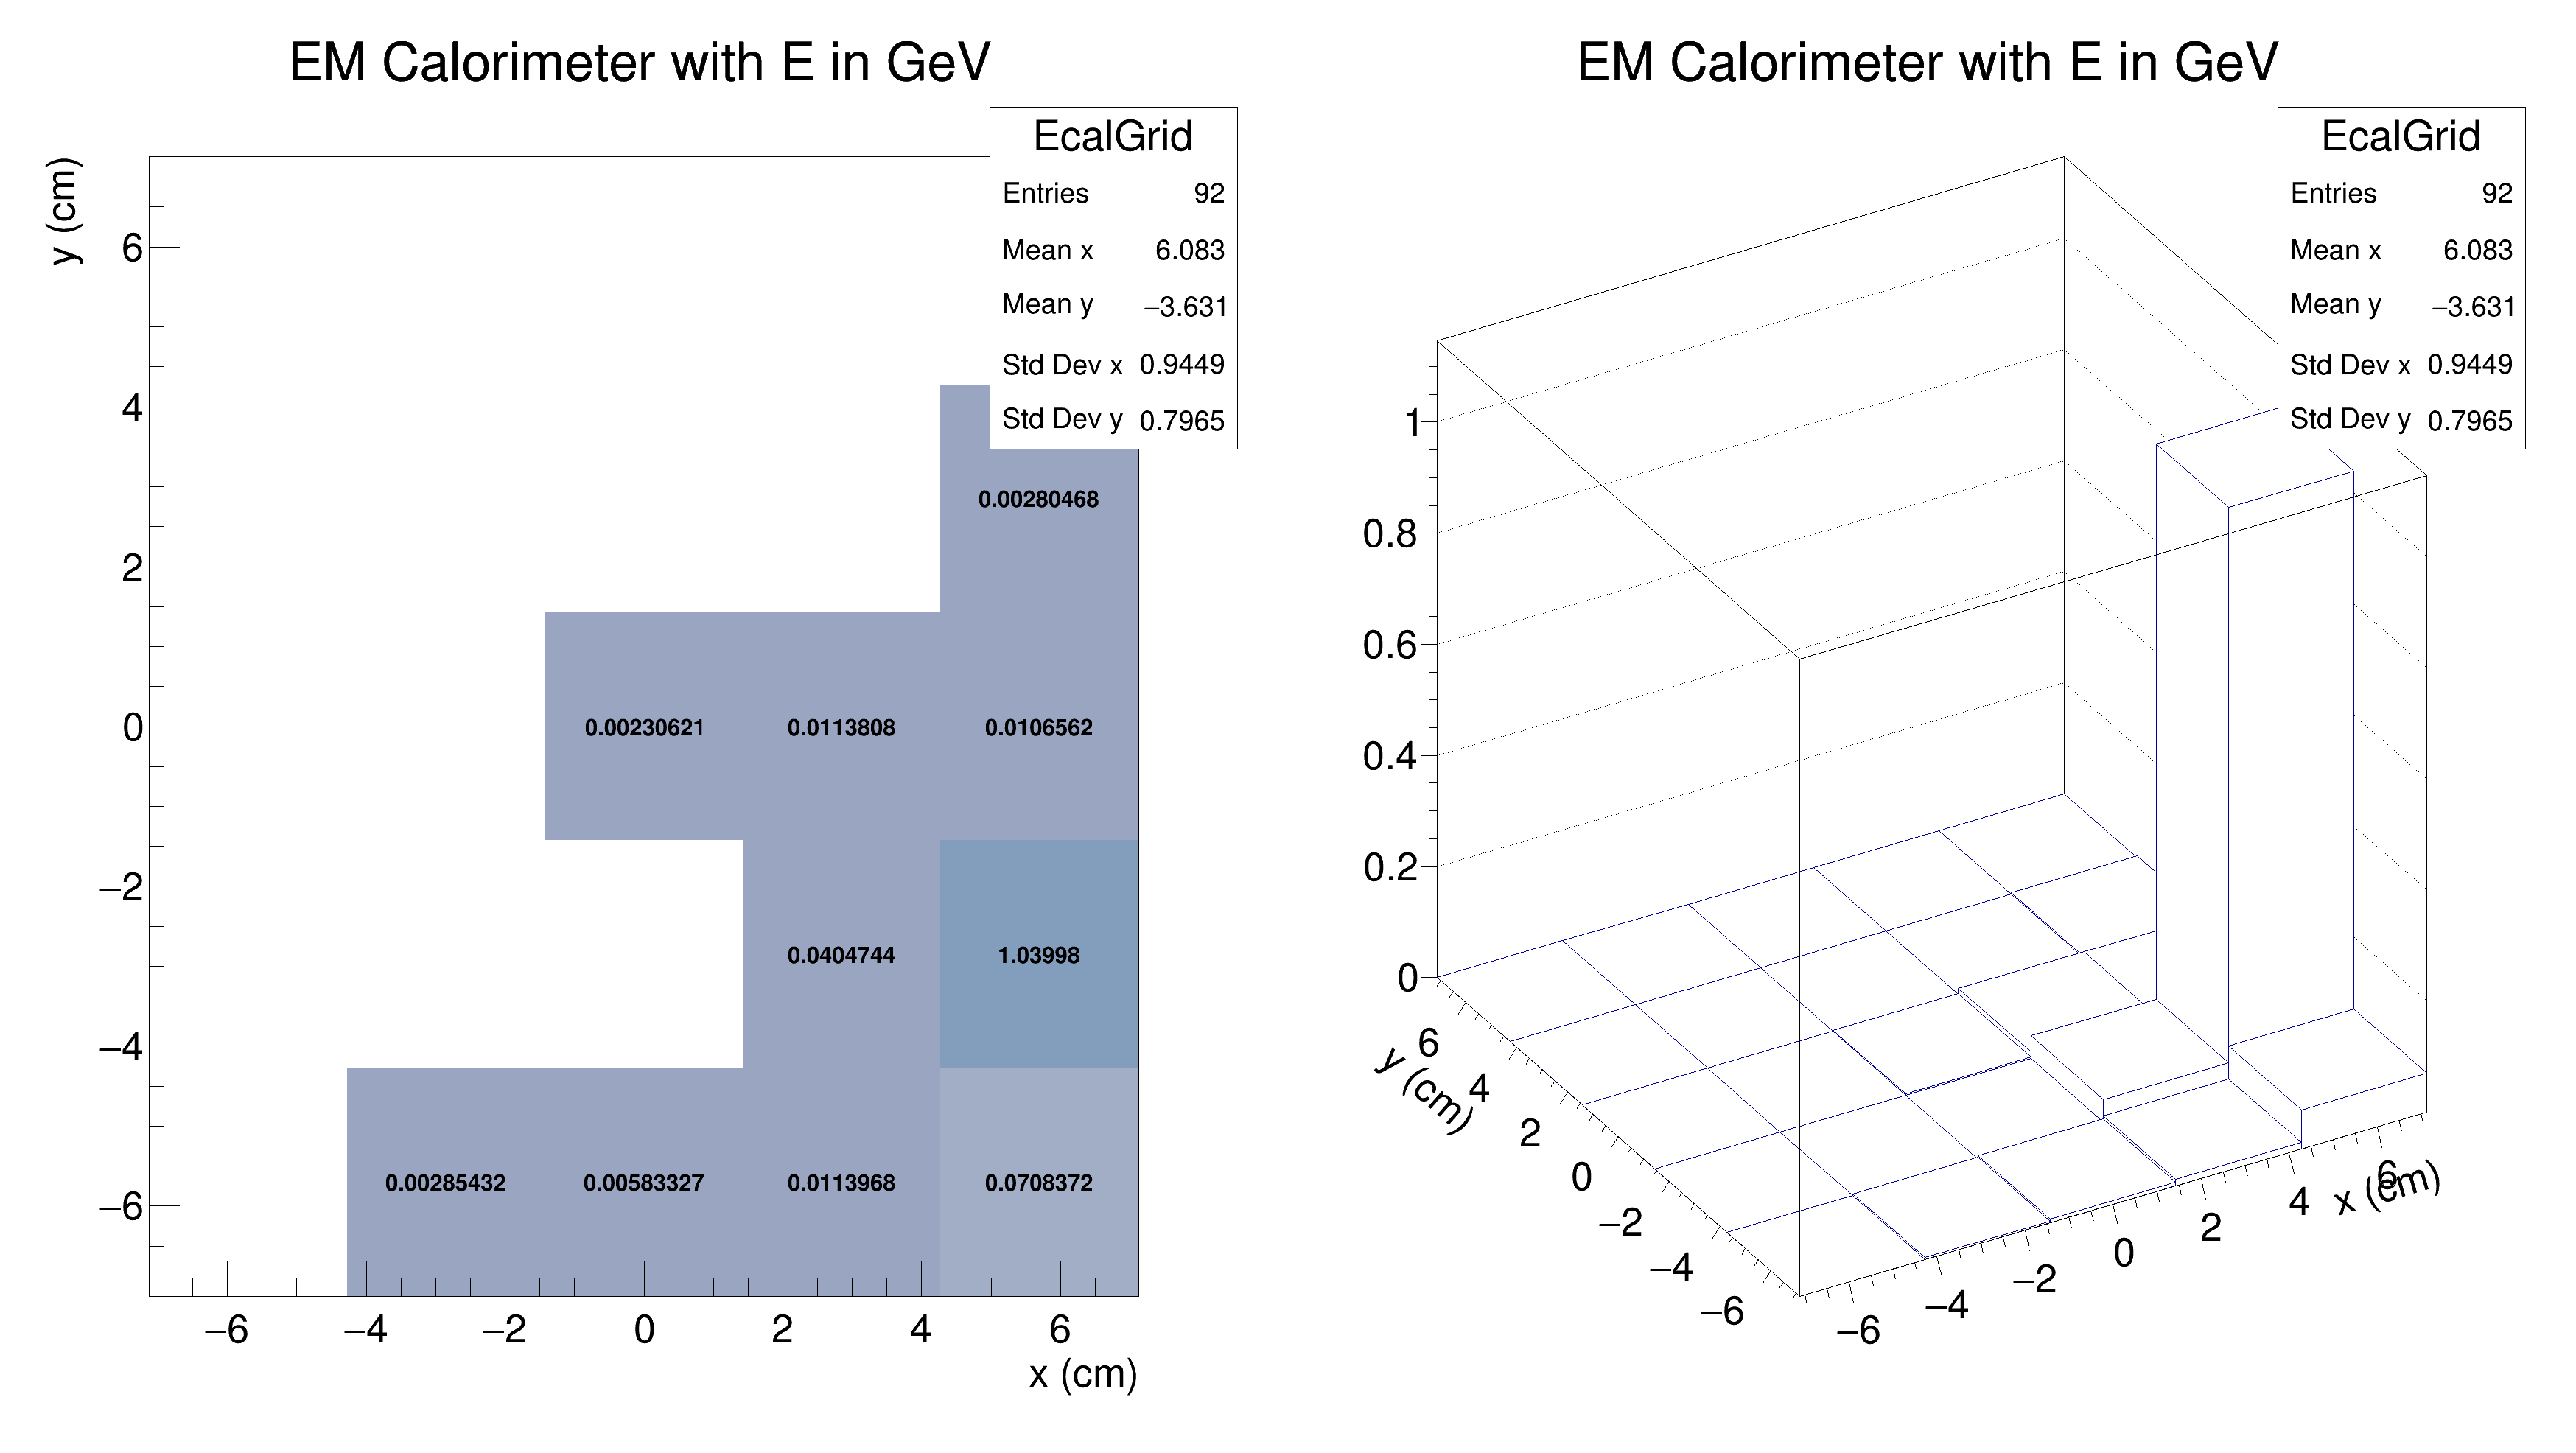 EM Calorimeter with E in GeV
EcalGrid
Entries 92
Mean x 6.083
Mean y −3.631
Std Dev x 0.9449
Std Dev y 0.7965
y (cm)
6
4
2
0
−2
−4
−6
0.00280468
0.00230621 0.0113808 0.0106562
0.0404744 1.03998
0.00285432 0.00583327 0.0113968 0.0708372
−6 −4 −2 0 2 4 6
x (cm)
EM Calorimeter with E in GeV
EcalGrid
Entries 92
Mean x 6.083
Mean y −3.631
Std Dev x 0.9449
Std Dev y 0.7965
1
0.8
0.6
0.4
0.2
0
6
4
2
0
−2
−4
−6
y (cm)
−6
−4
−2
0
2
4
6
x (cm)